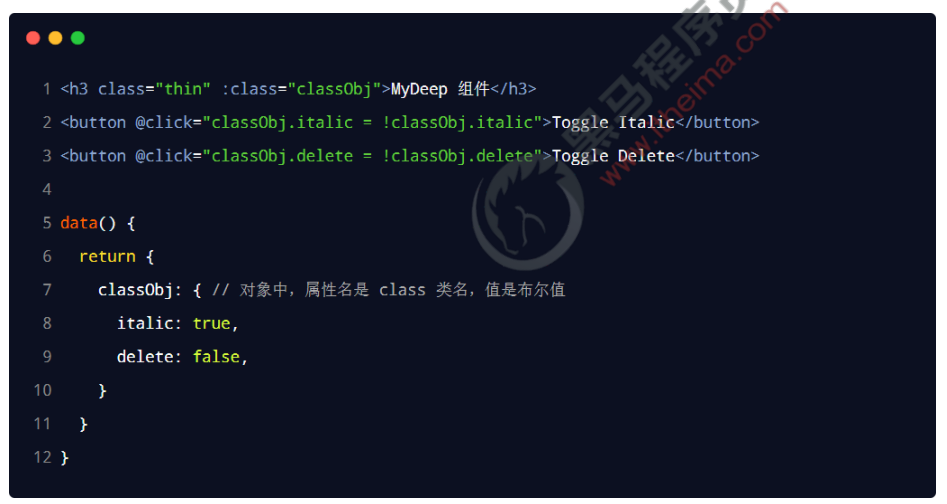 1 <h3 class="thin" :class="classObj">MyDeep 组件</h3>
2 <button @click="classObj.italic = !classObj.italic">Toggle Italic</button>
3 <button @click="classObj.delete = !classObj.delete">Toggle Delete</button>
4
5 data() {
6   return {
7     classObj: { // 对象中，属性名是 class 类名，值是布尔值
8       italic: true,
9       delete: false,
10     }
11   }
12 }
黑马程序员
www.itheima.com